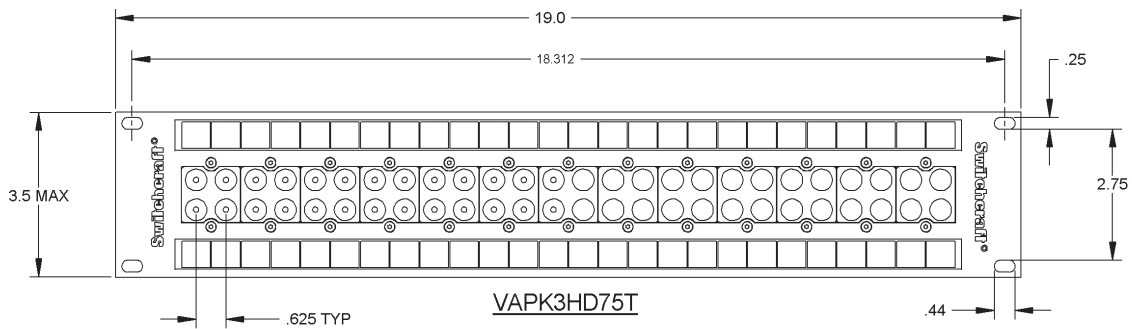 19.0
18.312
.25
Switchcraft®
Switchcraft®
3.5 MAX
2.75
VAPK3HD75T
.625 TYP
.44